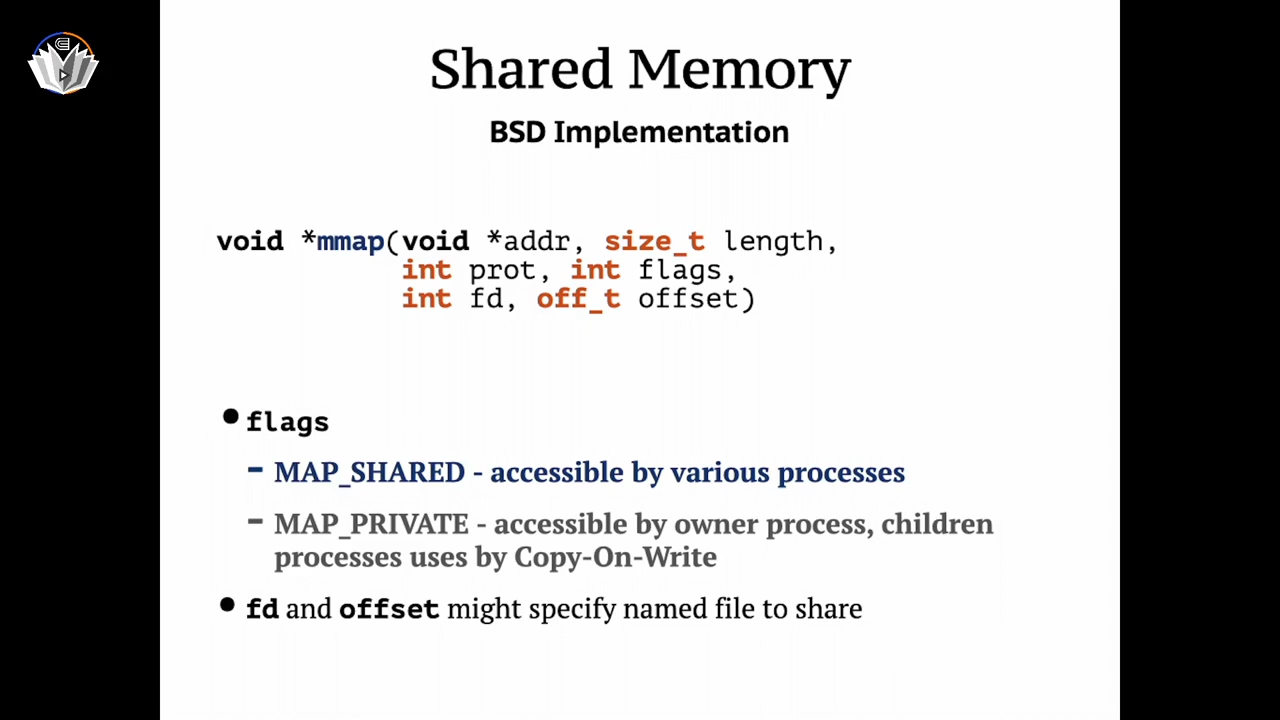 Shared Memory
BSD Implementation
void *mmap(void *addr, size_t length,
int prot, int flags,
int fd, off_t offset)
• flags
- MAP_SHARED - accessible by various processes
- MAP_PRIVATE - accessible by owner process, children
processes uses by Copy-On-Write
• fd and offset might specify named file to share